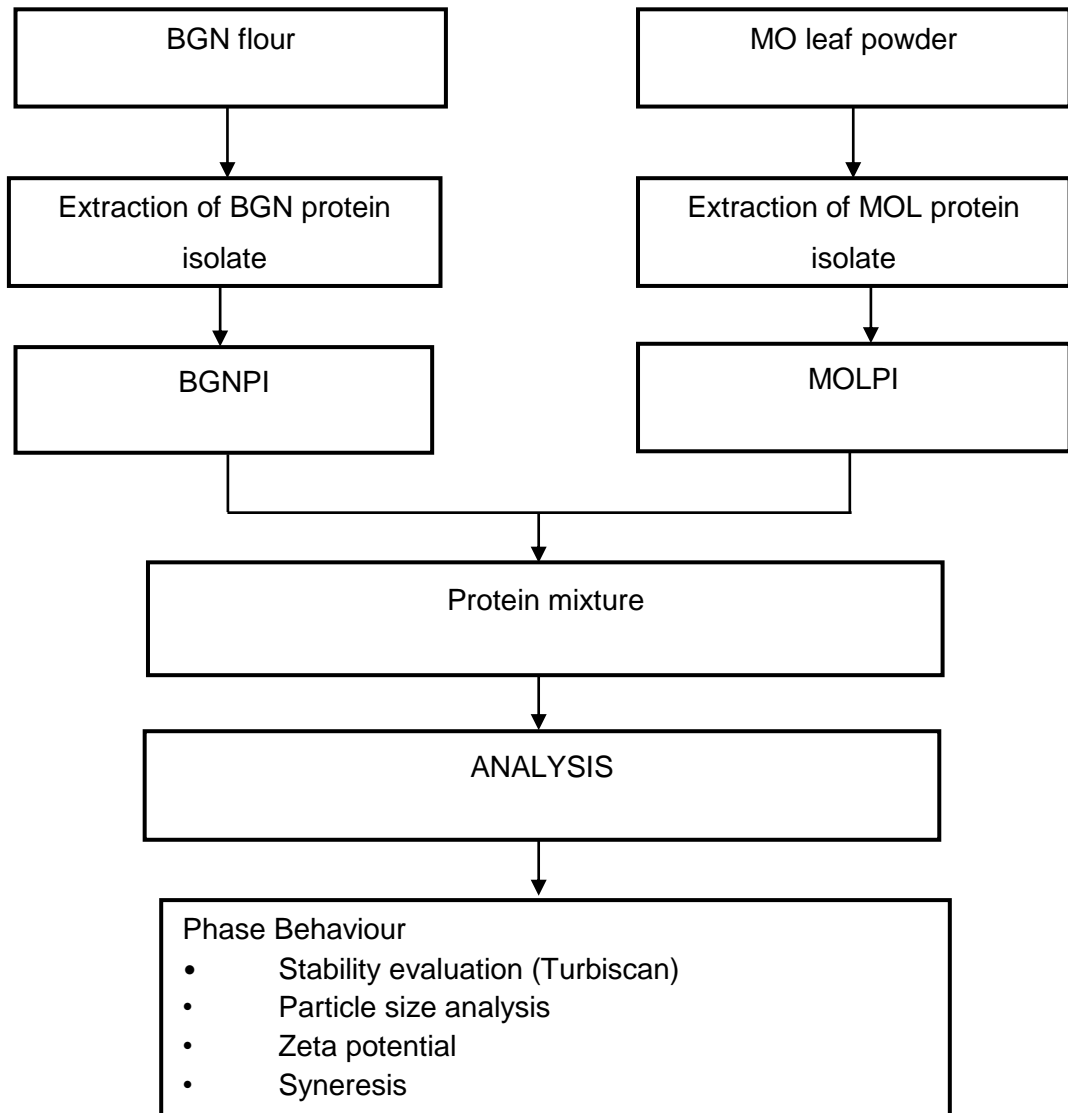 BGN flour
MO leaf powder
Extraction of BGN protein
isolate
Extraction of MOL protein
isolate
BGNPI
MOLPI
Protein mixture
ANALYSIS
Phase Behaviour
• Stability evaluation (Turbiscan)
• Particle size analysis
• Zeta potential
• Syneresis